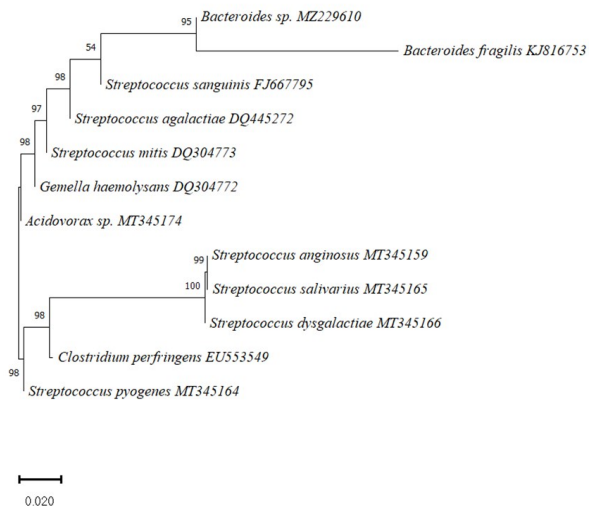 95
Bacteroides sp. MZ229610
Bacteroides fragilis KJ816753
54
Streptococcus sanguinis FJ667795
98
Streptococcus agalactiae DQ445272
97
Streptococcus mitis DQ304773
98
Gemella haemolysans DQ304772
Acidovorax sp. MT345174
Streptococcus anginosus MT345159
99
Streptococcus salivarius MT345165
100
Streptococcus dysgalactiae MT345166
98
Clostridium perfringens EU553549
98
Streptococcus pyogenes MT345164
0.020